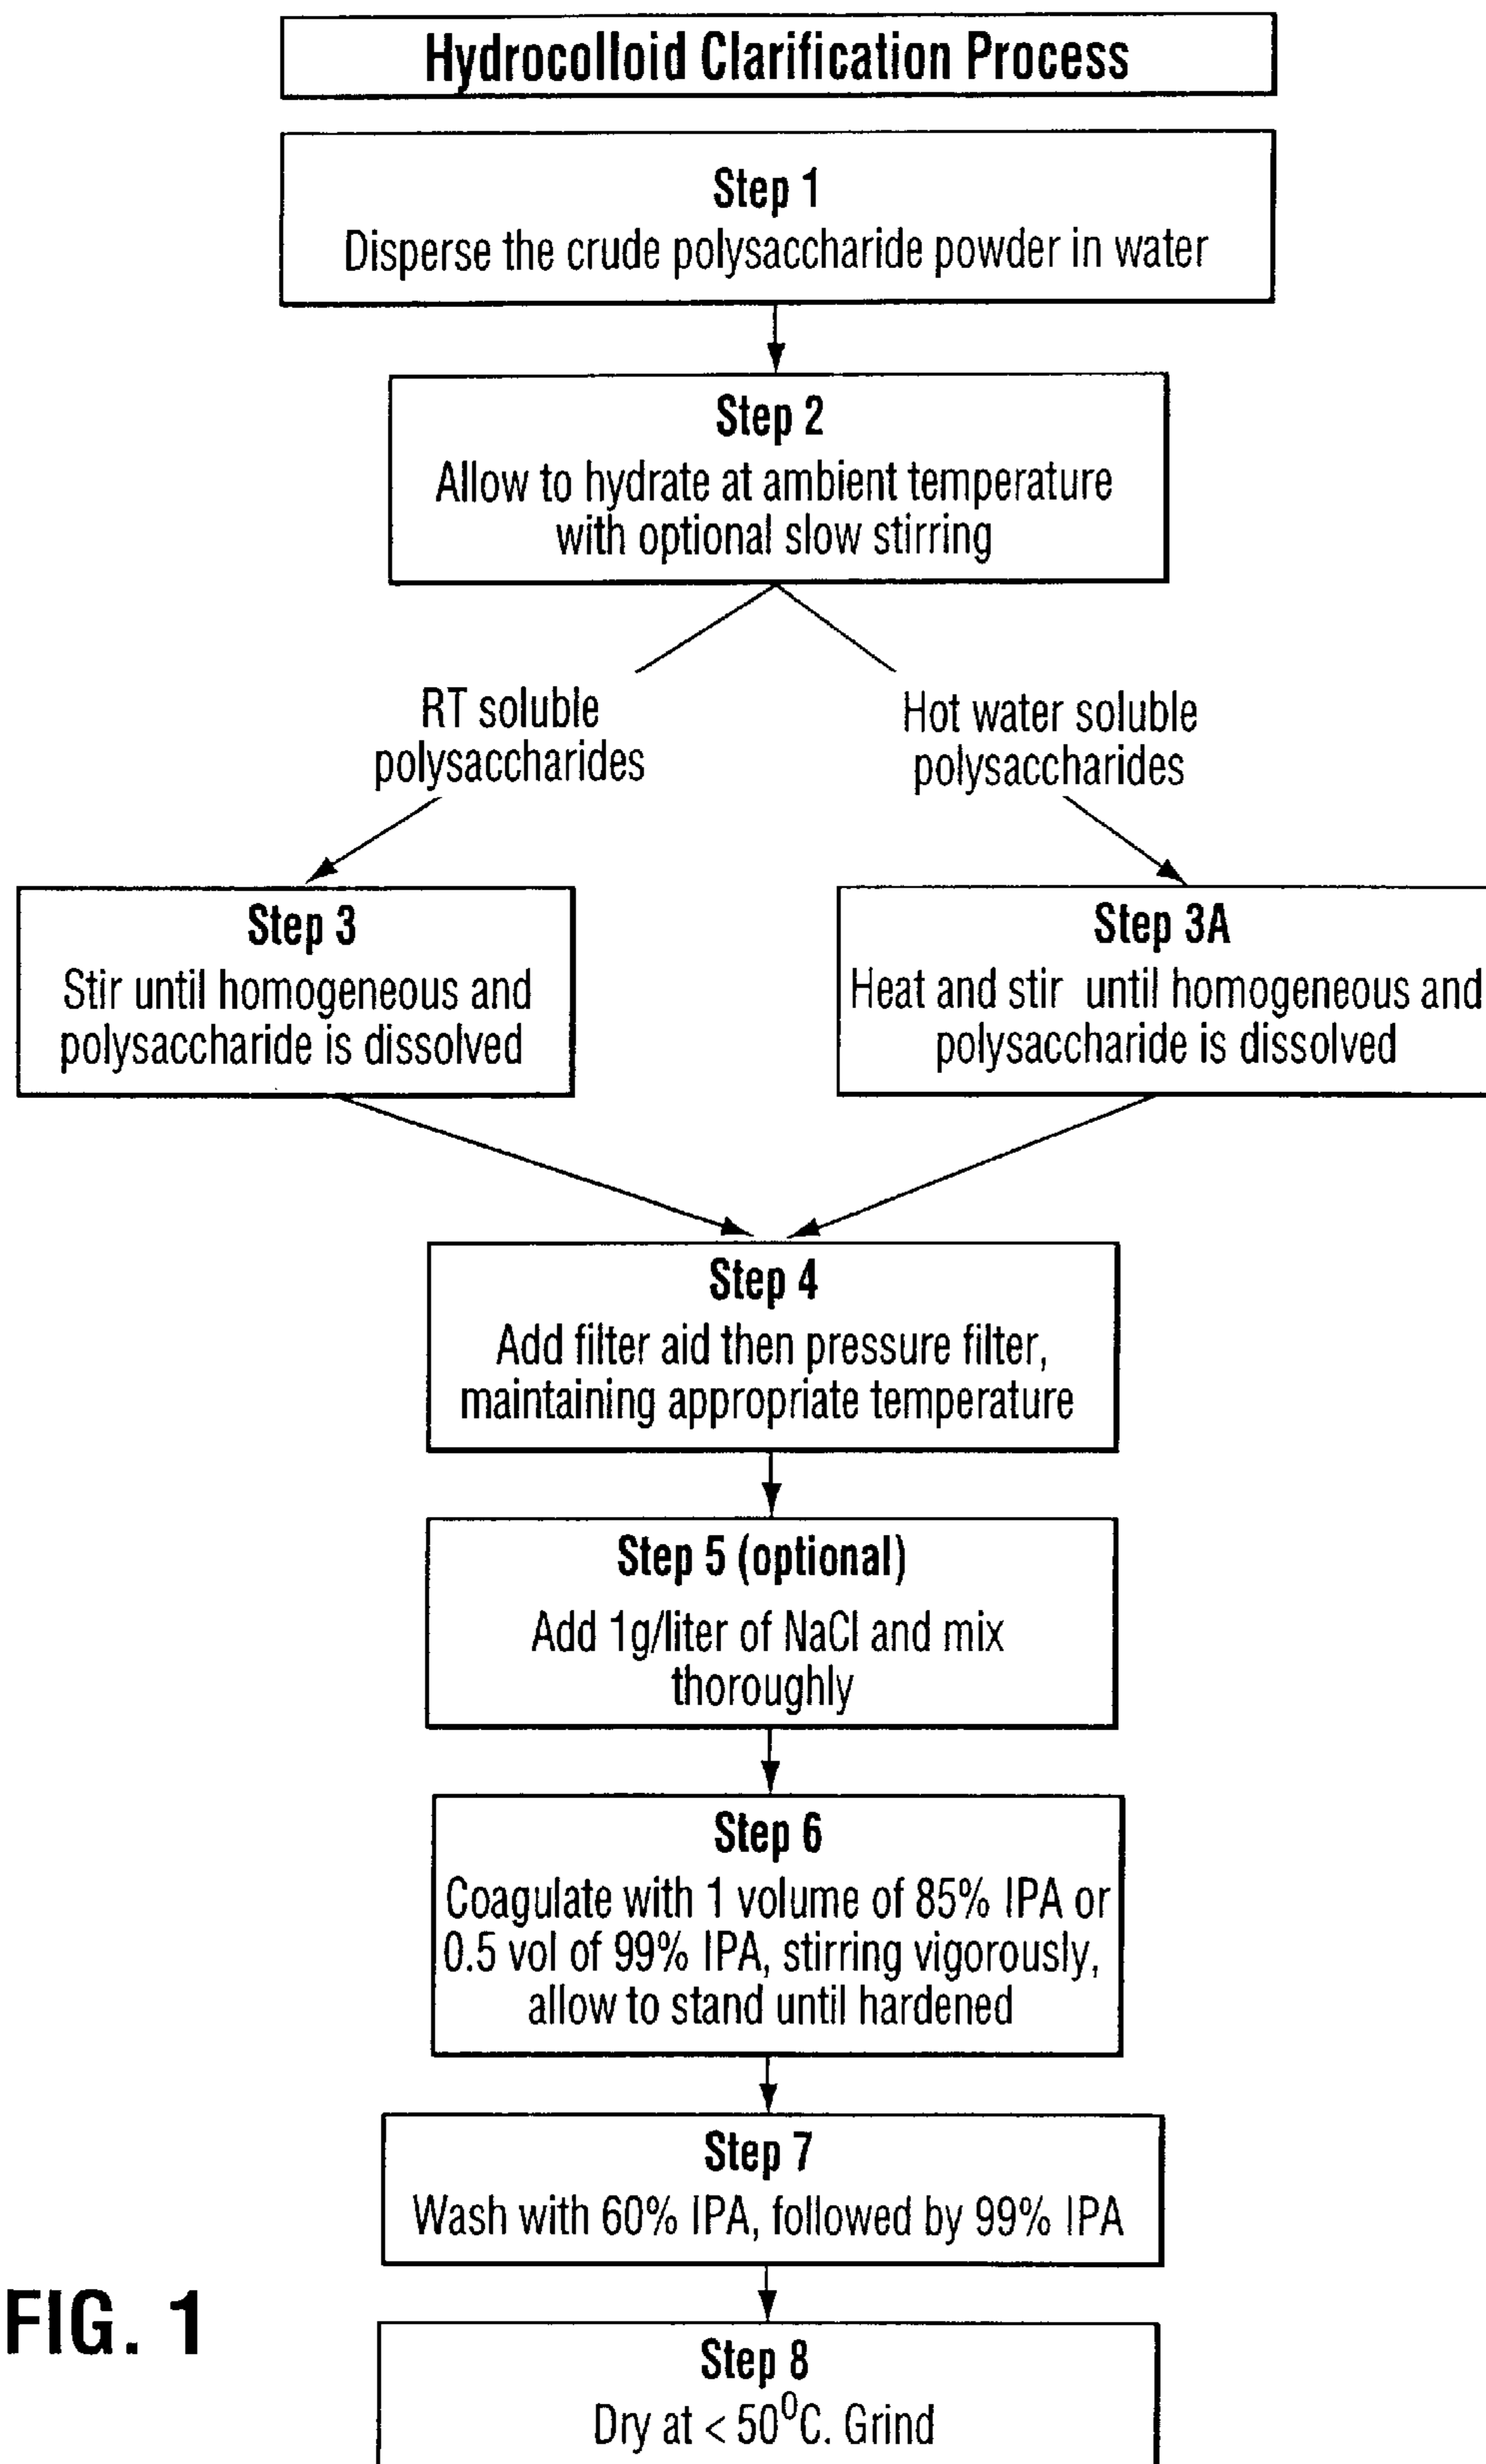 Hydrocolloid Clarification Process
Step 1
Disperse the crude polysaccharide powder in water
Step 2
Allow to hydrate at ambient temperature
with optional slow stirring
RT soluble
polysaccharides
Hot water soluble
polysaccharides
Step 3
Stir until homogeneous and
polysaccharide is dissolved
Step 3A
Heat and stir until homogeneous and
polysaccharide is dissolved
Step 4
Add filter aid then pressure filter,
maintaining appropriate temperature
Step 5 (optional)
Add 1g/liter of NaCl and mix
thoroughly
Step 6
Coagulate with 1 volume of 85% IPA or
0.5 vol of 99% IPA, stirring vigorously,
allow to stand until hardened
Step 7
Wash with 60% IPA, followed by 99% IPA
Step 8
Dry at < 50⁰C. Grind
FIG. 1